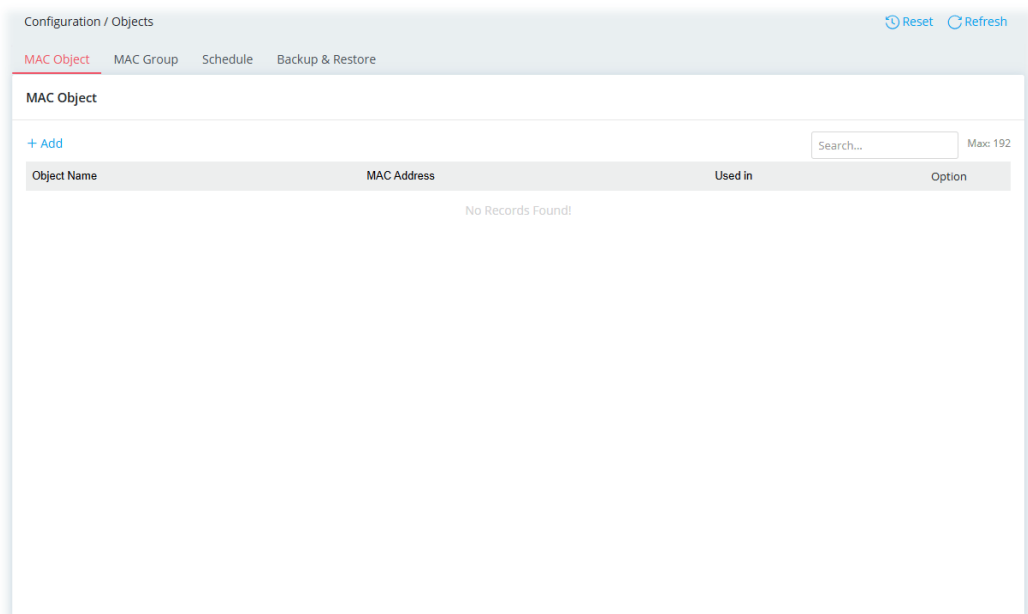 Configuration / Objects Reset Refresh
MAC Object MAC Group Schedule Backup & Restore
MAC Object
+ Add Search... Max: 192
Object Name MAC Address Used in Option
No Records Found!